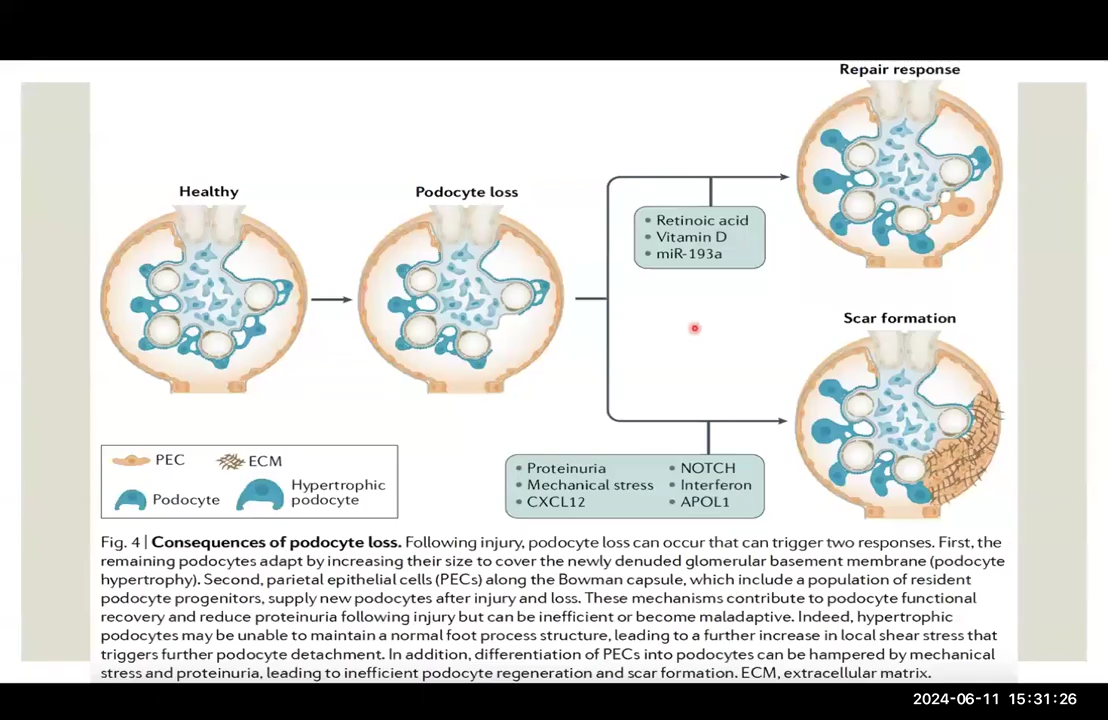 Repair response
Healthy
Podocyte loss
• Retinoic acid
• Vitamin D
• miR-193a
Scar formation
PEC
ECM
Podocyte
Hypertrophic
podocyte
• Proteinuria
• Mechanical stress
• CXCL12
• NOTCH
• Interferon
• APOL1
Fig. 4 | Consequences of podocyte loss. Following injury, podocyte loss can occur that can trigger two responses. First, the
remaining podocytes adapt by increasing their size to cover the newly denuded glomerular basement membrane (podocyte
hypertrophy). Second, parietal epithelial cells (PECs) along the Bowman capsule, which include a population of resident
podocyte progenitors, supply new podocytes after injury and loss. These mechanisms contribute to podocyte functional
recovery and reduce proteinuria following injury but can be inefficient or become maladaptive. Indeed, hypertrophic
podocytes may be unable to maintain a normal foot process structure, leading to a further increase in local shear stress that
triggers further podocyte detachment. In addition, differentiation of PECs into podocytes can be hampered by mechanical
stress and proteinuria, leading to inefficient podocyte regeneration and scar formation. ECM, extracellular matrix.
2024-06-11 15:31:26